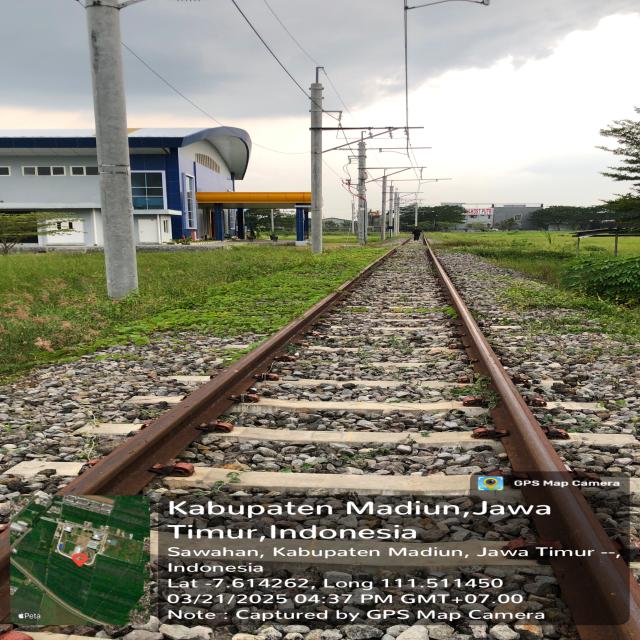 GPS Map Camera
Kabupaten Madiun,Jawa
Timur,Indonesia
Sawahan, Kabupaten Madiun, Jawa Timur --,
Indonesia
Lat -7.614262, Long 111.511450
03/21/2025 04:37 PM GMT+07.00
Note : Captured by GPS Map Camera
Peta